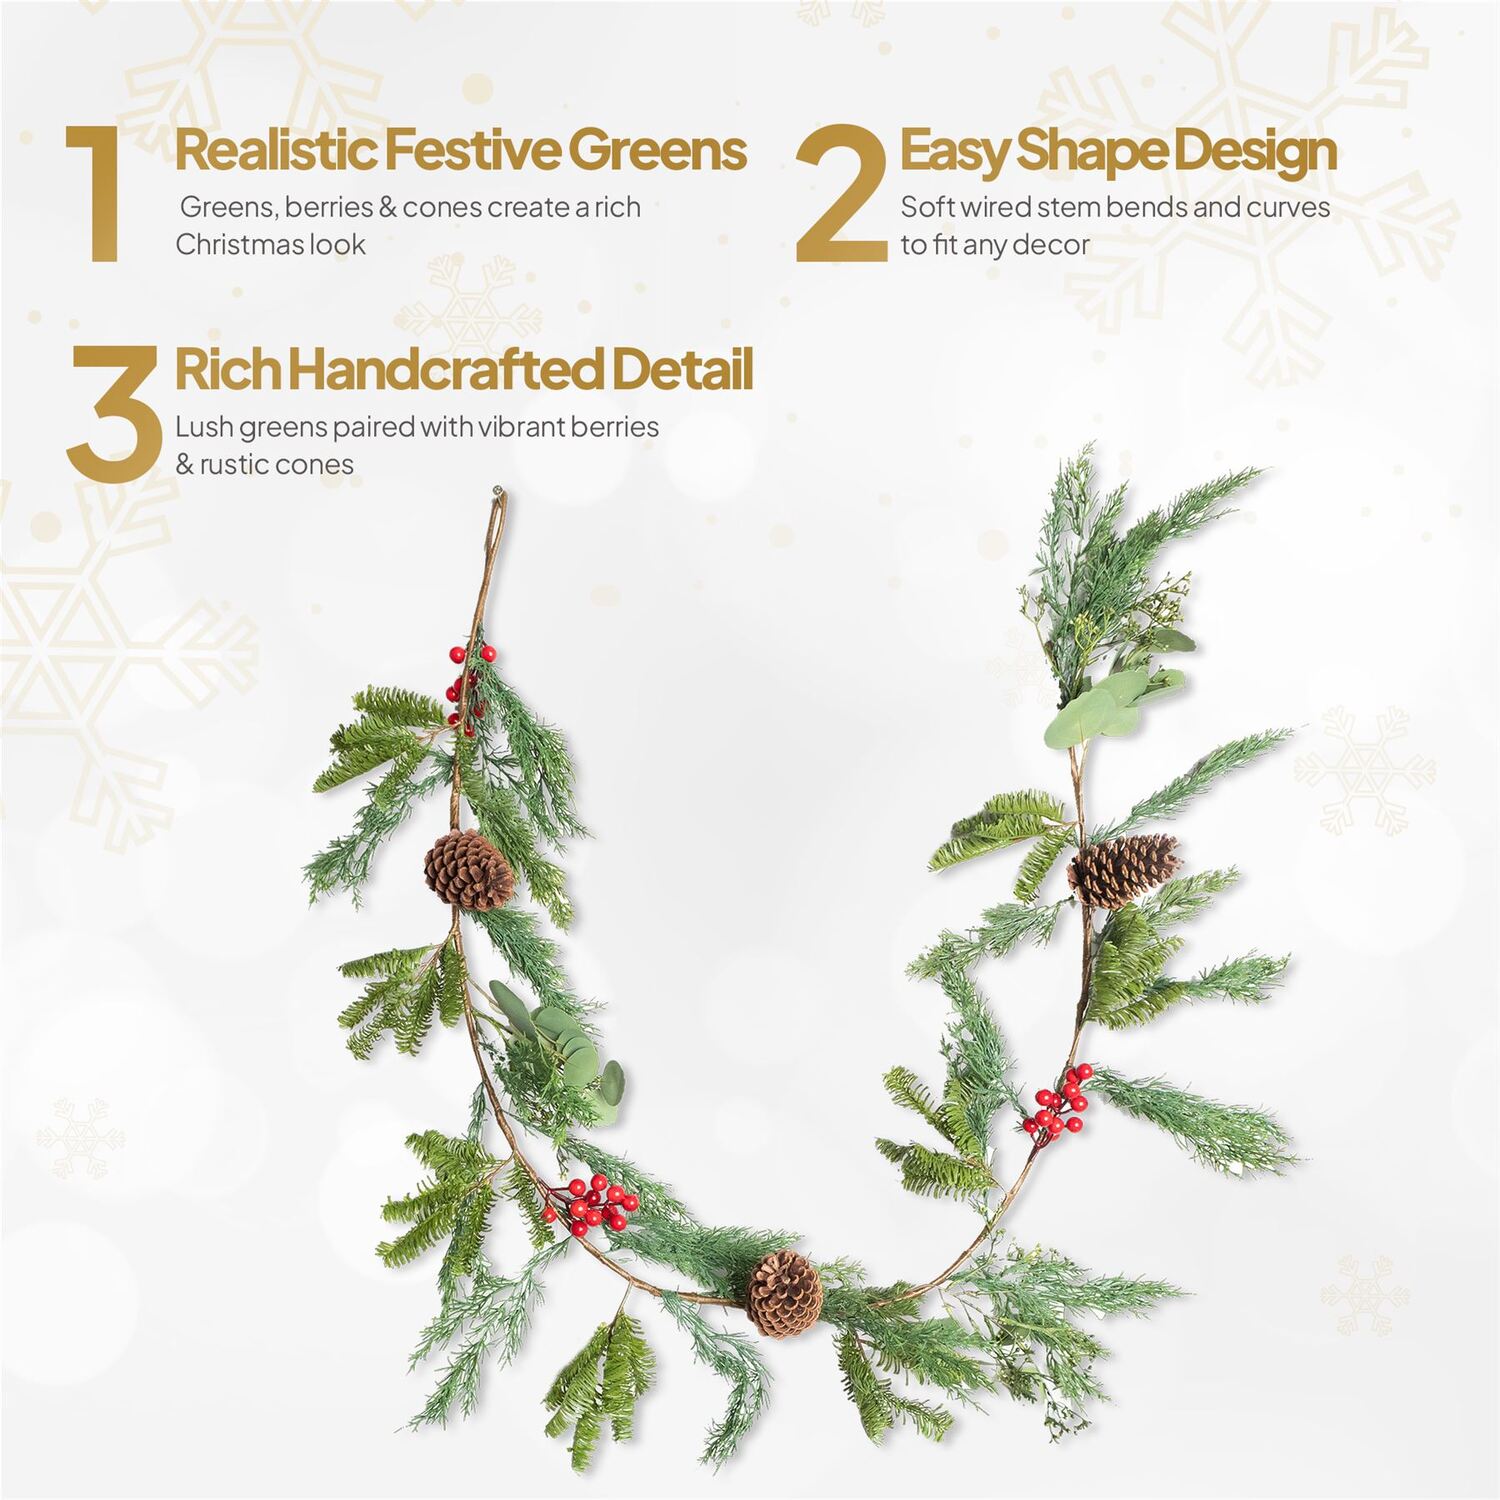 1 Realistic Festive Greens
Greens, berries & cones create a rich
Christmas look
2 Easy Shape Design
Soft wired stem bends and curves
to fit any decor
3 Rich Handcrafted Detail
Lush greens paired with vibrant berries
& rustic cones